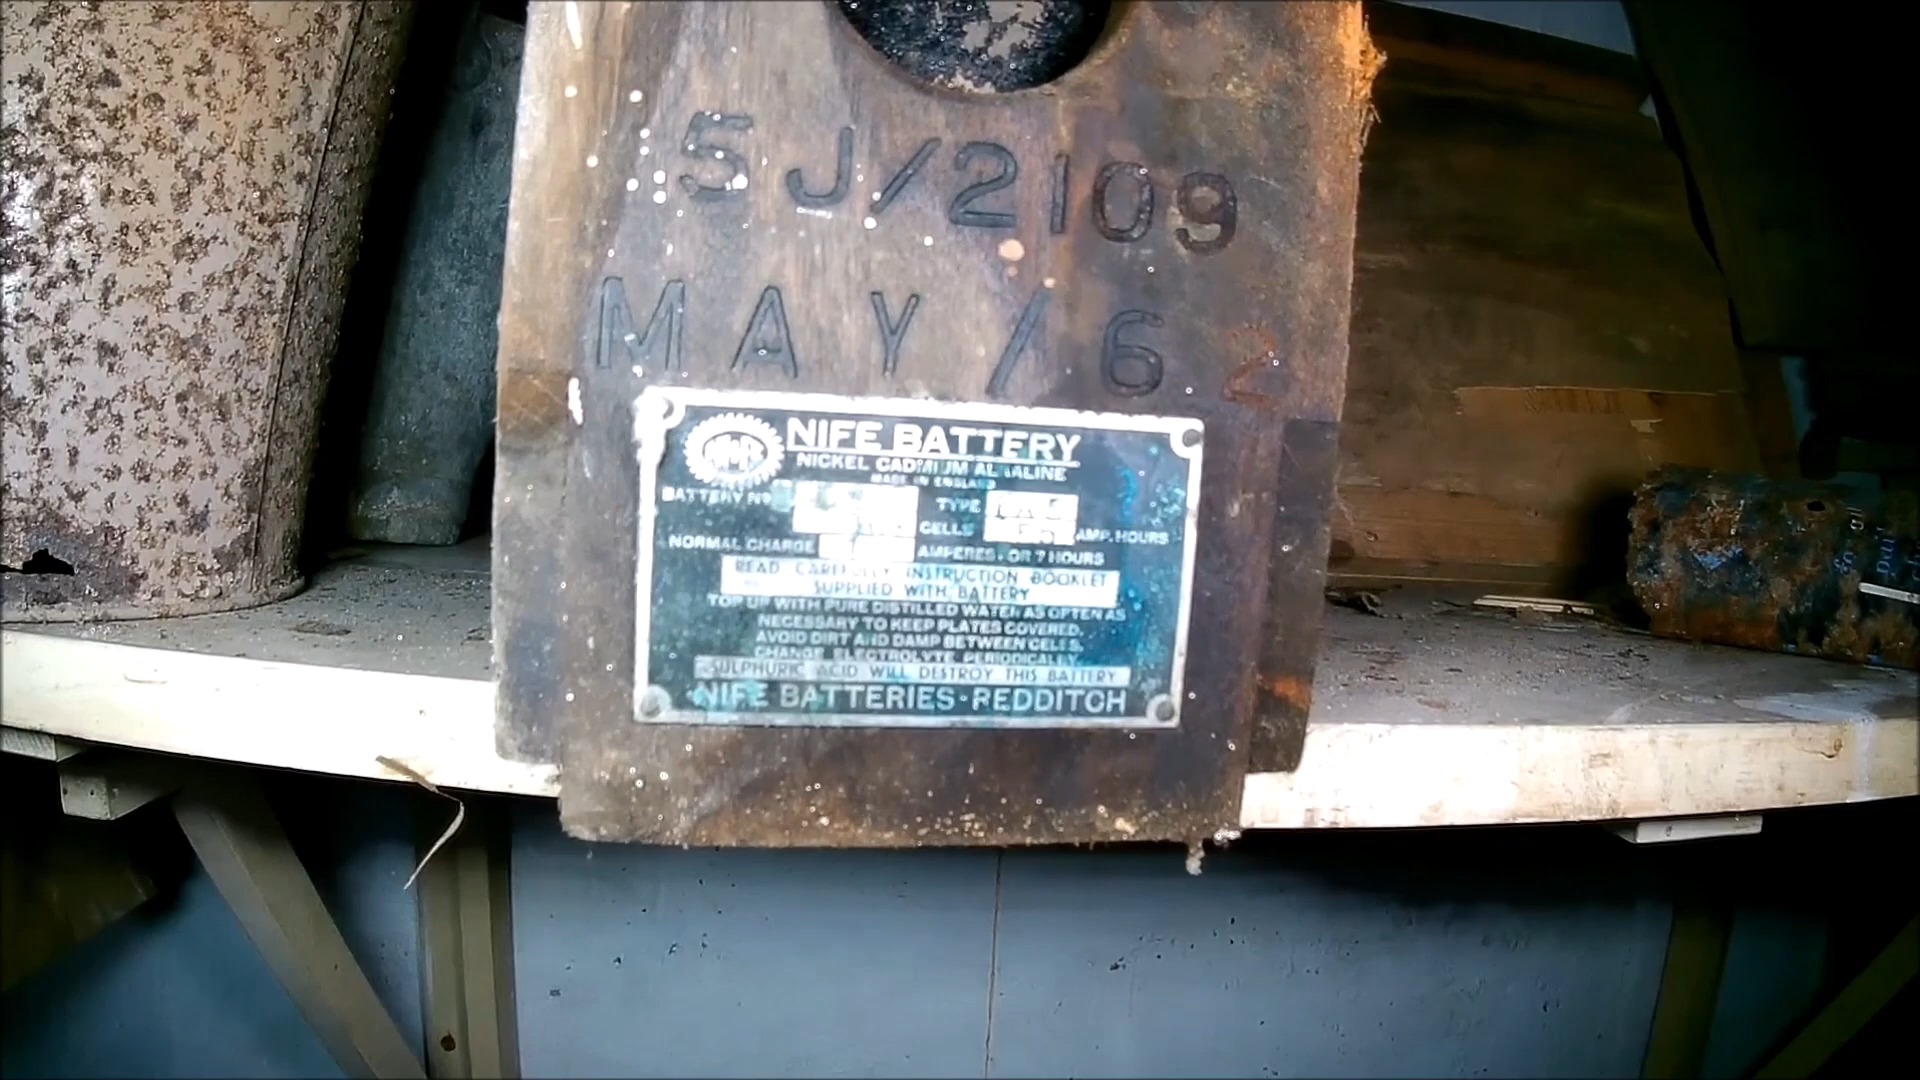 5J/2109
MAY/62
NIFE BATTERY
NICKEL CADMIUM ALKALINE
MADE IN ENGLAND
BATTERY No. TYPE
CELLS AMP. HOURS
NORMAL CHARGE AMPERES FOR 7 HOURS
READ CAREFULLY INSTRUCTION BOOKLET
SUPPLIED WITH BATTERY
TOP UP WITH PURE DISTILLED WATER AS OFTEN AS
NECESSARY TO KEEP PLATES COVERED.
AVOID DIRT AND DAMP BETWEEN CELLS.
CHANGE ELECTROLYTE PERIODICALLY
SULPHURIC ACID WILL DESTROY THIS BATTERY
NIFE BATTERIES-REDDITCH